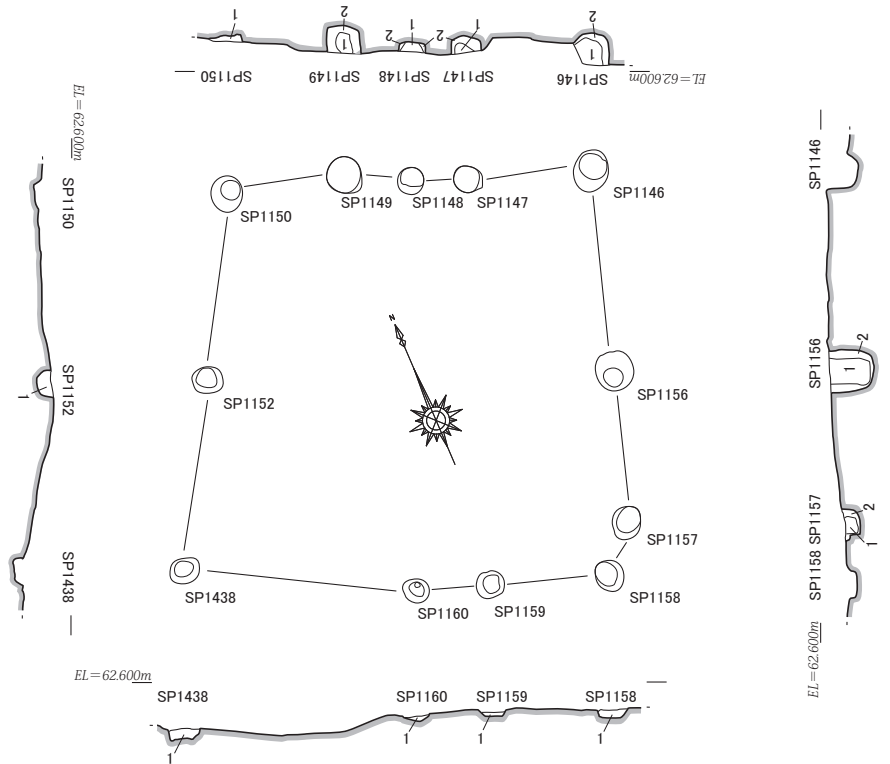 1 2 2 1 2 1 2
1 1
SP1150 SP1149 SP1148 SP1147 SP1146
EL=62.600m
EL=62.600m
SP1150
SP1152
1
SP1438
SP1150
SP1149
SP1148
SP1147
SP1146
N
SP1152
SP1156
SP1157
SP1438
SP1160
SP1159
SP1158
SP1146
SP1156
1
2
SP1157
2
1
SP1158
EL=62.600m
EL=62.600m
SP1438 SP1160 SP1159 SP1158
1 1 1 1